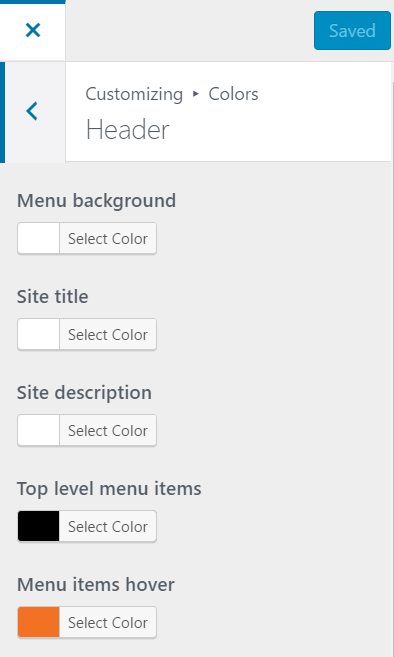 Saved
Customizing ▸ Colors
Header
Menu background
Select Color
Site title
Select Color
Site description
Select Color
Top level menu items
Select Color
Menu items hover
Select Color